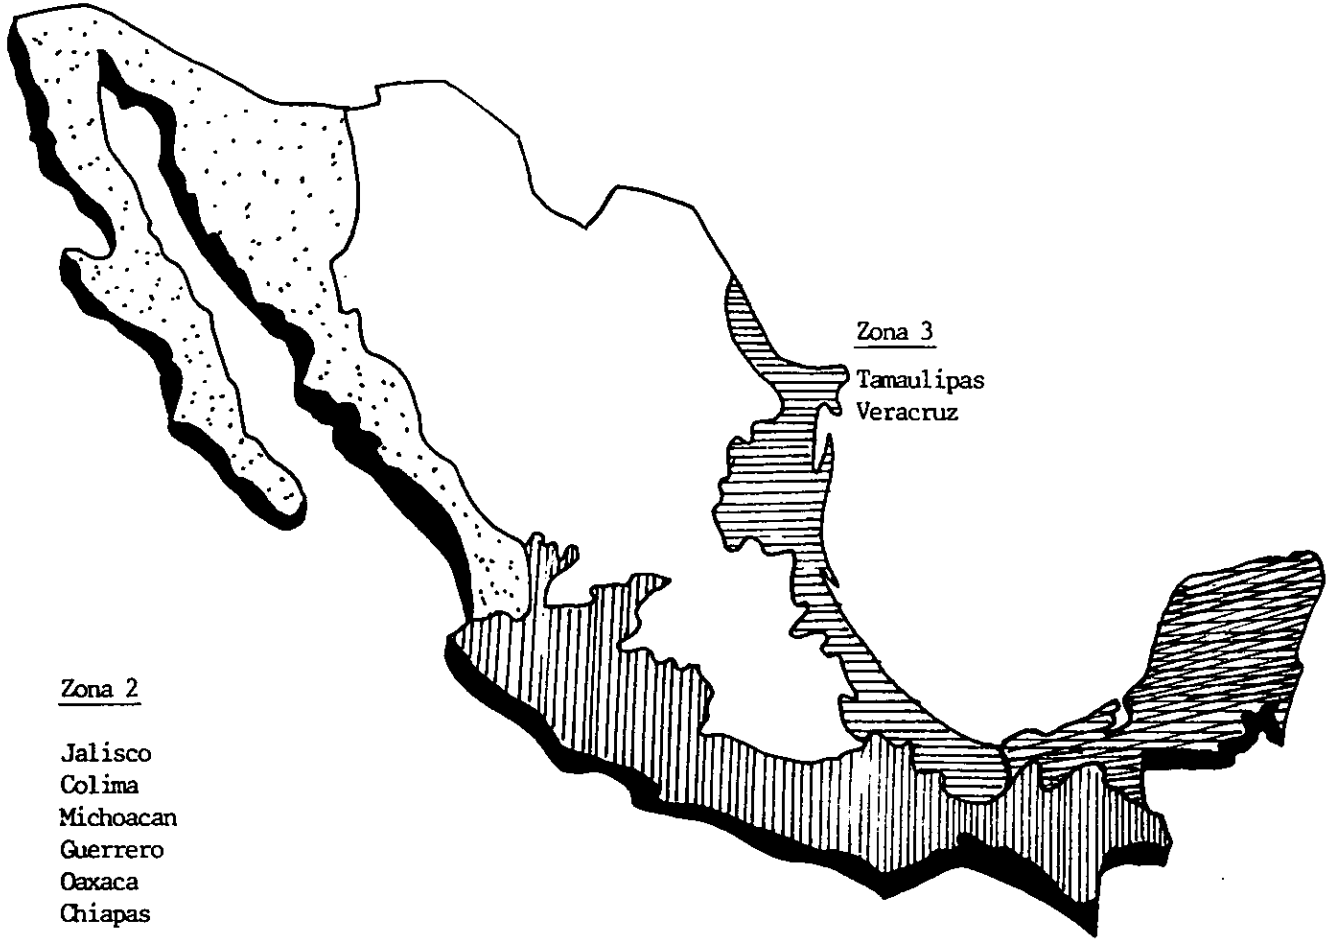 Zona 3
Tamaulipas
Veracruz
Zona 2
Jalisco
Colima
Michoacan
Guerrero
Oaxaca
Chiapas